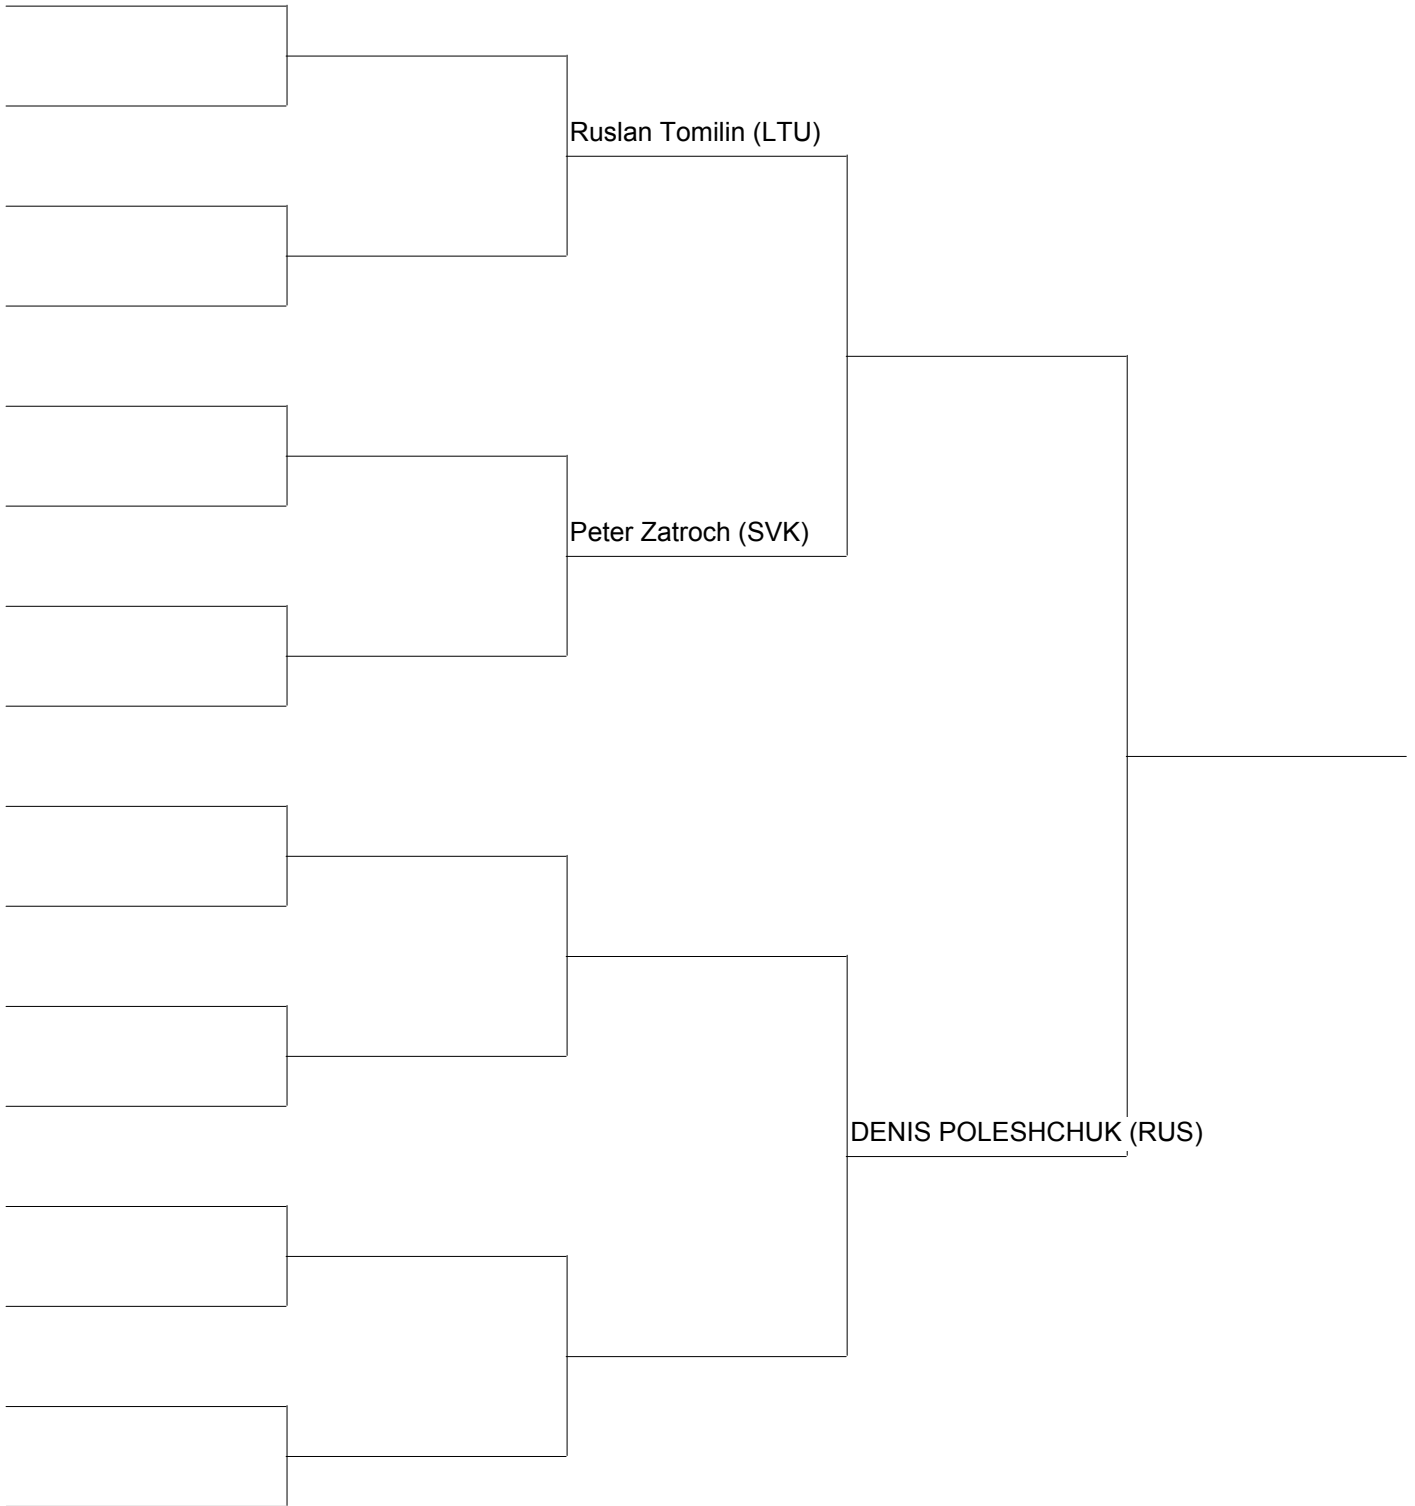 Ruslan Tomilin (LTU)
Peter Zatroch (SVK)
DENIS POLESHCHUK (RUS)